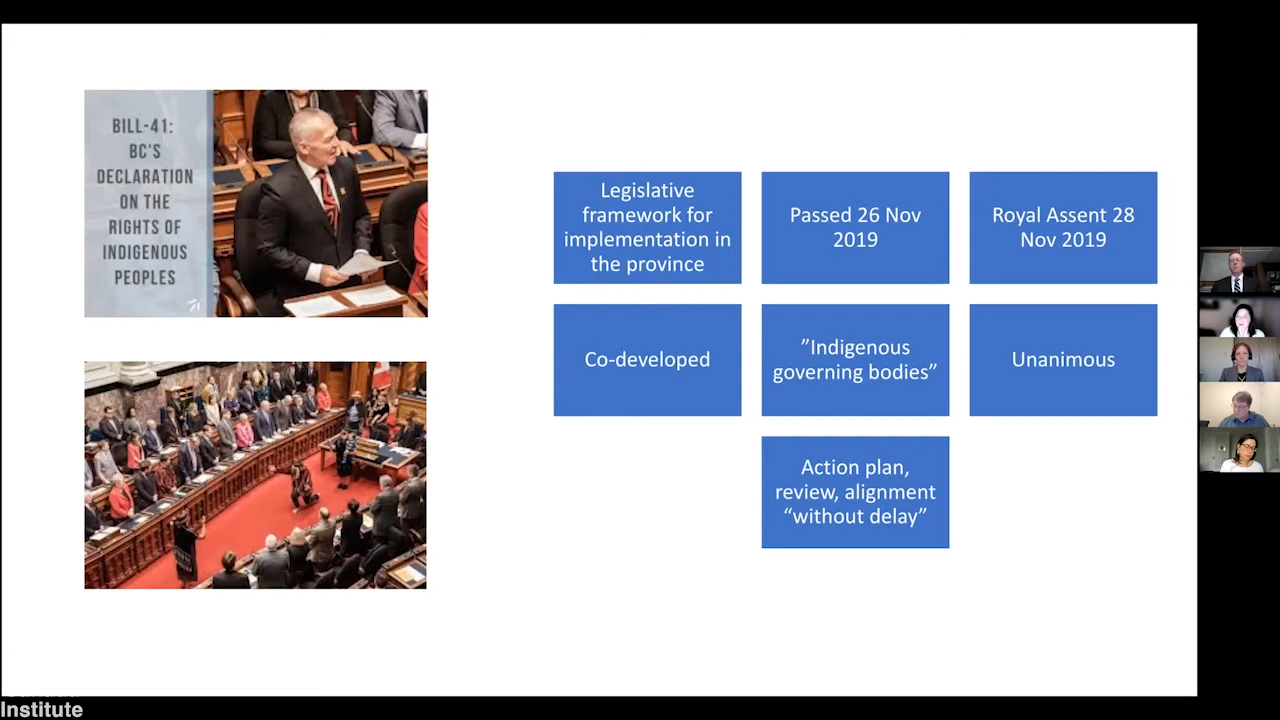 BILL-41:
BC'S
DECLARATION
ON THE
RIGHTS OF
INDIGENOUS
PEOPLES
Legislative
framework for
implementation in
the province
Passed 26 Nov
2019
Royal Assent 28
Nov 2019
Co-developed
”Indigenous
governing bodies”
Unanimous
Action plan,
review, alignment
“without delay”
Institute